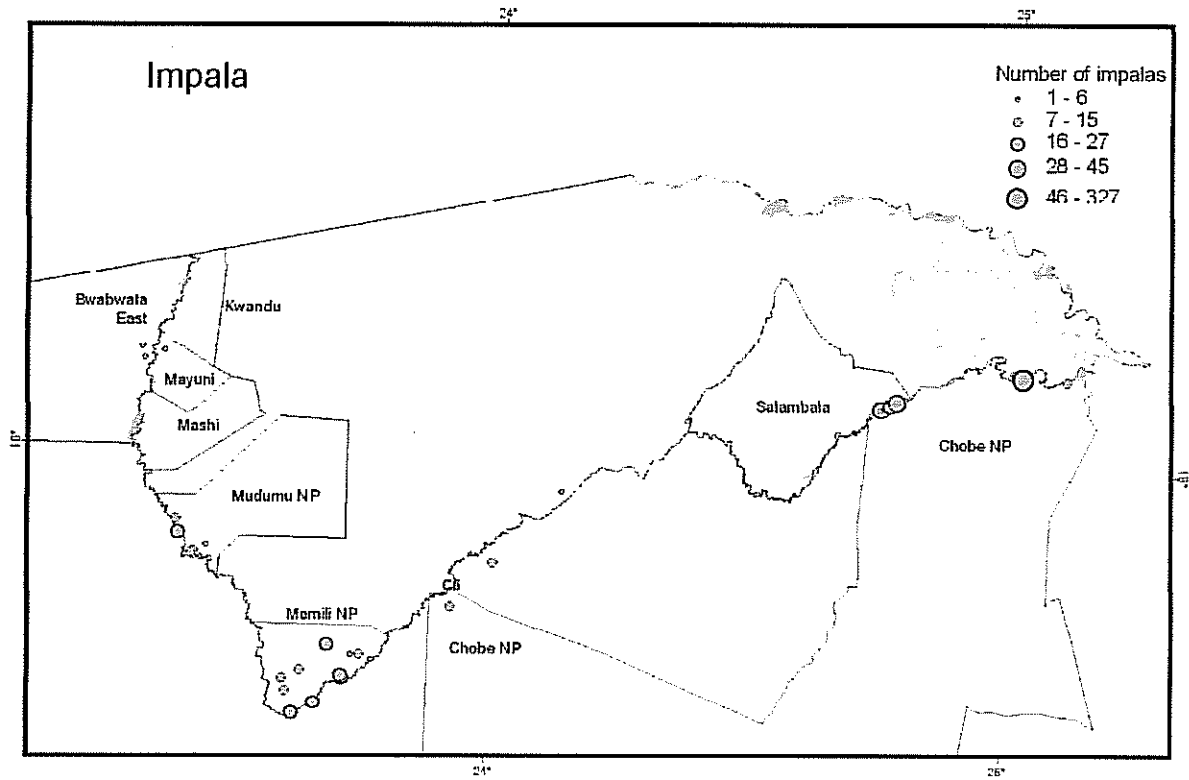 24°
25°
Impala
Number of impalas
1 - 6
7 - 15
16 - 27
28 - 45
46 - 327
Bwabwata
East
Kwandu
Mayuni
Mashi
Salambala
Chobe NP
Mudumu NP
Mamili NP
Chobe NP
24°